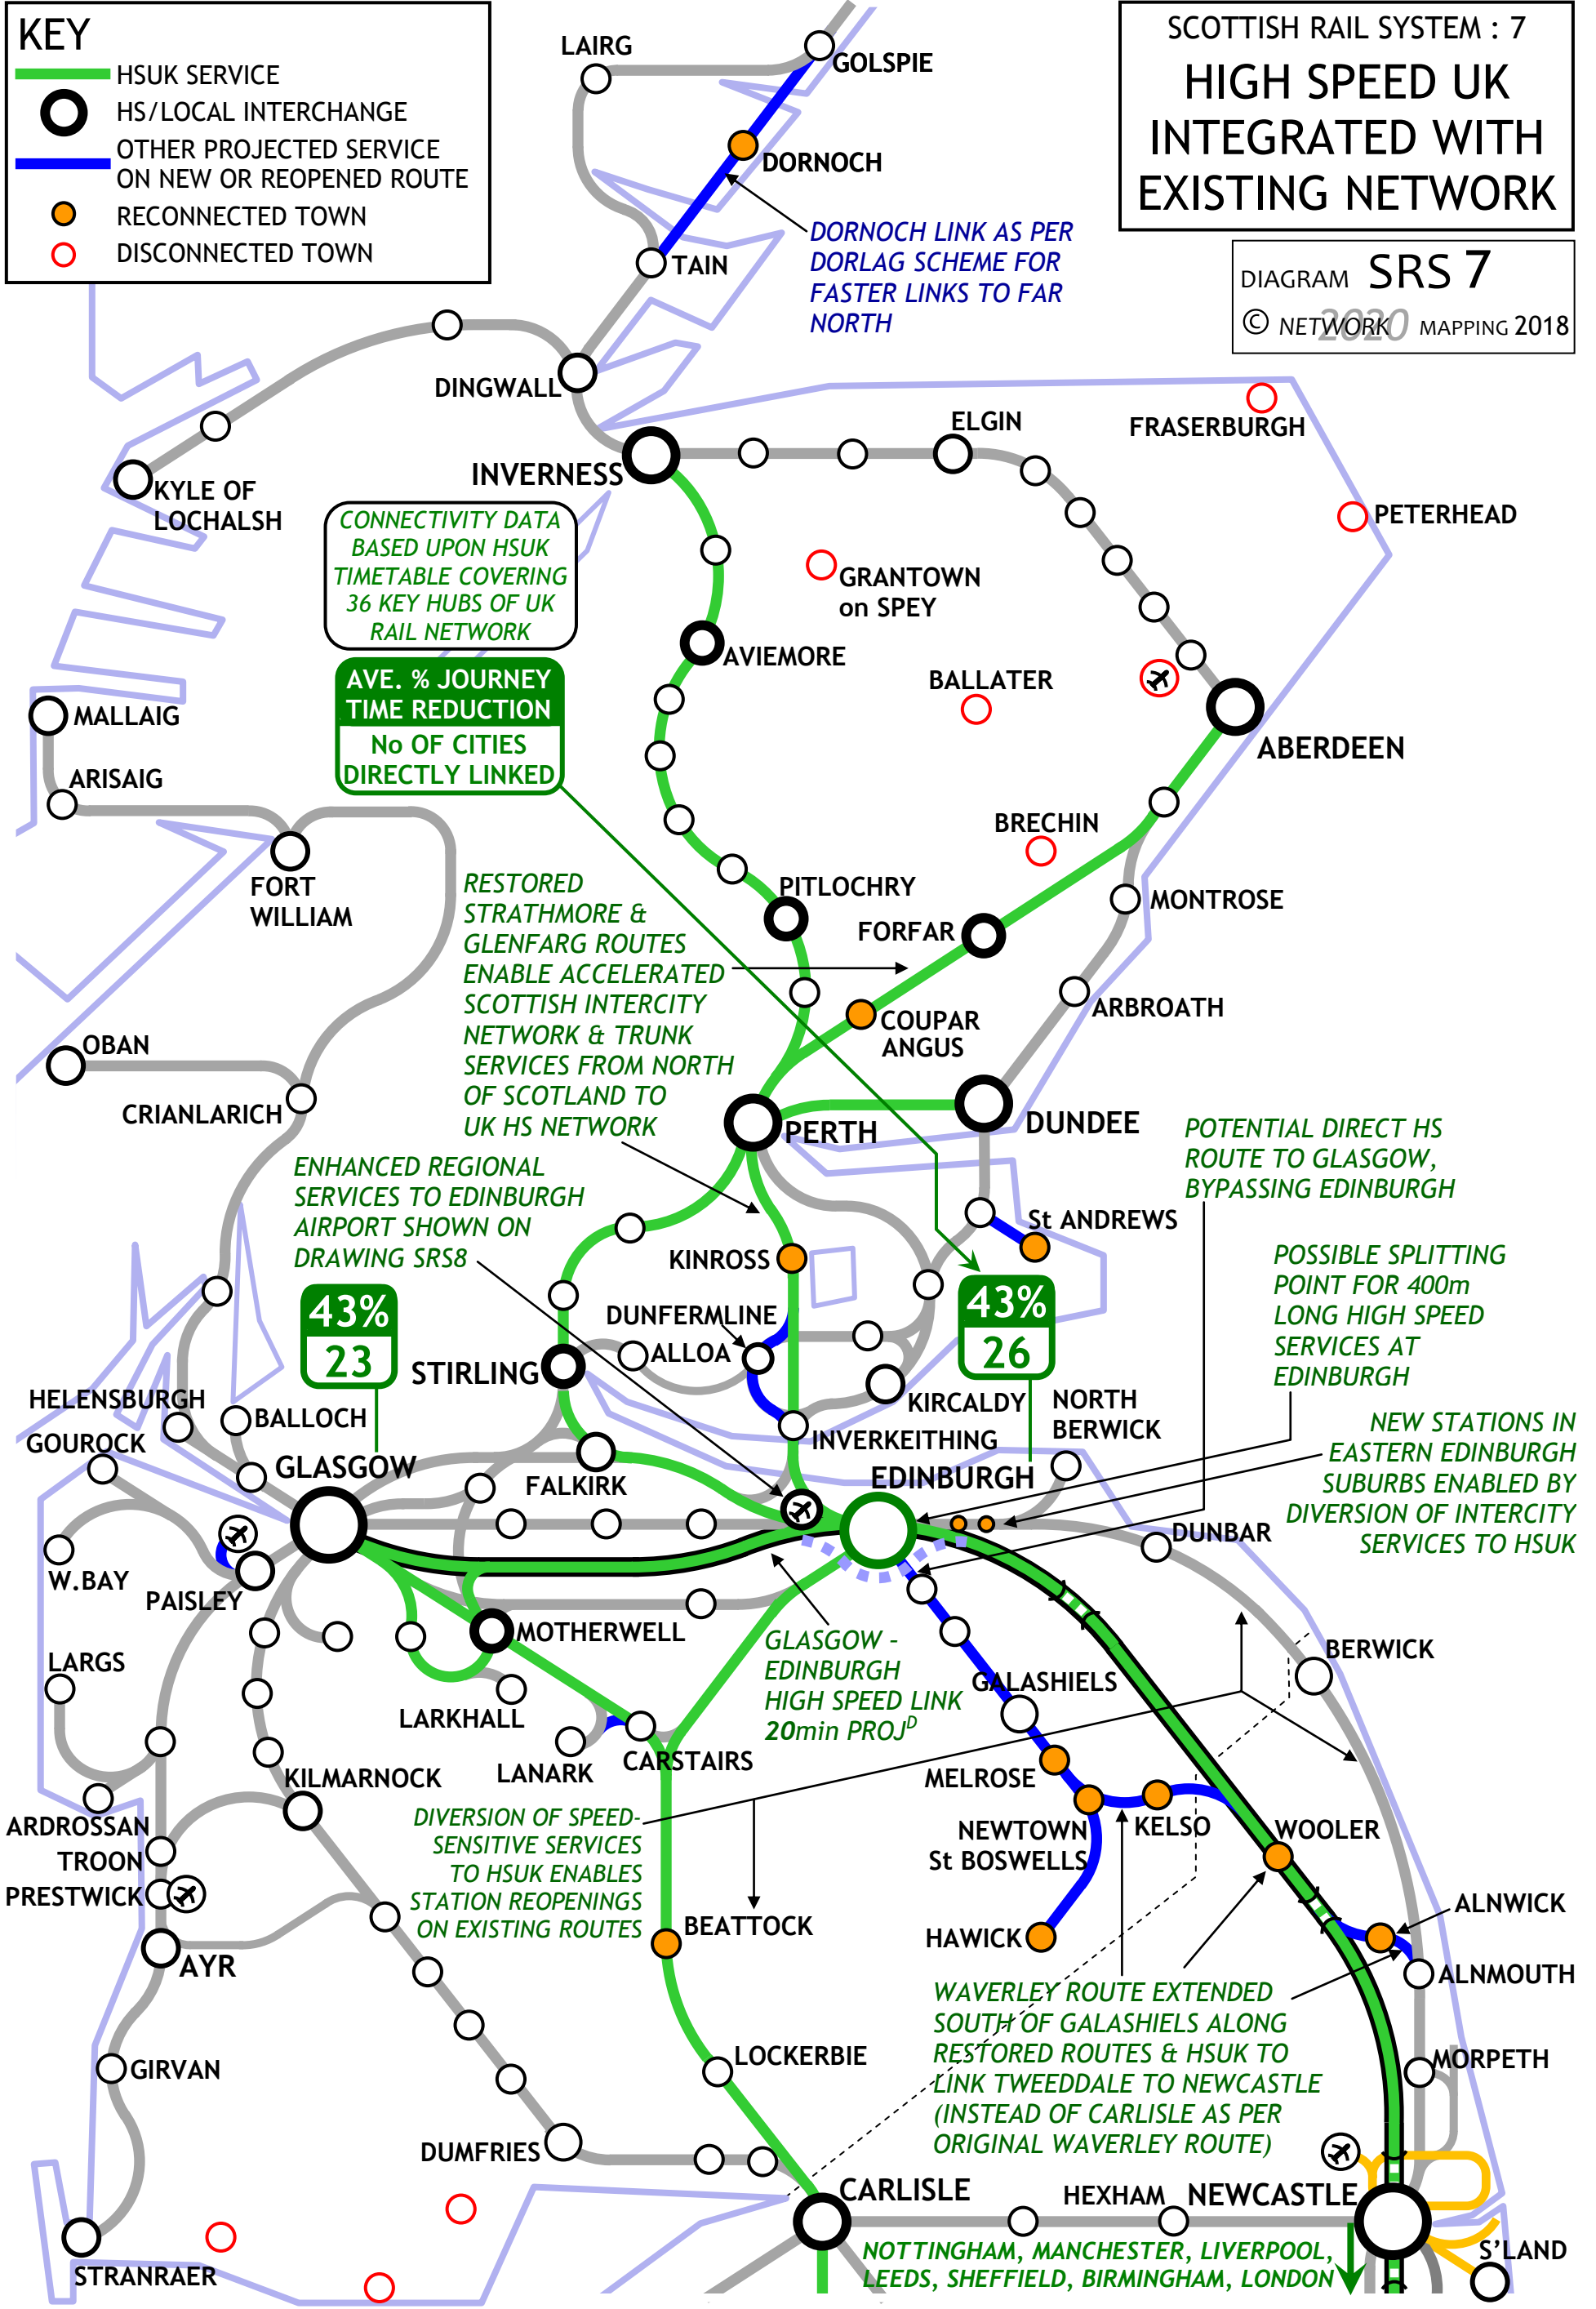 KEY
HSUK SERVICE
HS/LOCAL INTERCHANGE
OTHER PROJECTED SERVICE
ON NEW OR REOPENED ROUTE
RECONNECTED TOWN
DISCONNECTED TOWN
SCOTTISH RAIL SYSTEM : 7
HIGH SPEED UK
INTEGRATED WITH
EXISTING NETWORK
DIAGRAM SRS 7
© NETWORK 2020 MAPPING 2018
LAIRG
GOLSPIE
DORNOCH
DORNOCH LINK AS PER
DORLAG SCHEME FOR
FASTER LINKS TO FAR
NORTH
TAIN
DINGWALL
KYLE OF
LOCHALSH
INVERNESS
ELGIN
FRASERBURGH
PETERHEAD
CONNECTIVITY DATA
BASED UPON HSUK
TIMETABLE COVERING
36 KEY HUBS OF UK
RAIL NETWORK
AVE. % JOURNEY
TIME REDUCTION
No OF CITIES
DIRECTLY LINKED
GRANTOWN
on SPEY
AVIEMORE
BALLATER
ABERDEEN
MALLAIG
ARISAIG
FORT
WILLIAM
BRECHIN
PITLOCHRY
FORFAR
MONTROSE
RESTORED
STRATHMORE &
GLENFARG ROUTES
ENABLE ACCELERATED
SCOTTISH INTERCITY
NETWORK & TRUNK
SERVICES FROM NORTH
OF SCOTLAND TO
UK HS NETWORK
COUPAR
ANGUS
ARBROATH
OBAN
CRIANLARICH
PERTH
DUNDEE
POTENTIAL DIRECT HS
ROUTE TO GLASGOW,
BYPASSING EDINBURGH
ENHANCED REGIONAL
SERVICES TO EDINBURGH
AIRPORT SHOWN ON
DRAWING SRS8
St ANDREWS
KINROSS
POSSIBLE SPLITTING
POINT FOR 400m
LONG HIGH SPEED
SERVICES AT
EDINBURGH
43%
23
43%
26
DUNFERMLINE
ALLOA
STIRLING
KIRCALDY
NORTH
BERWICK
HELENSBURGH
BALLOCH
GOUROCK
GLASGOW
FALKIRK
INVERKEITHING
EDINBURGH
NEW STATIONS IN
EASTERN EDINBURGH
SUBURBS ENABLED BY
DIVERSION OF INTERCITY
SERVICES TO HSUK
DUNBAR
W.BAY
PAISLEY
MOTHERWELL
GLASGOW -
EDINBURGH
HIGH SPEED LINK
20min PROJD
BERWICK
LARGS
LARKHALL
LANARK
CARSTAIRS
GALASHIELS
MELROSE
KILMARNOCK
ARDROSSAN
TROON
PRESTWICK
AYR
DIVERSION OF SPEED-
SENSITIVE SERVICES
TO HSUK ENABLES
STATION REOPENINGS
ON EXISTING ROUTES
NEWTOWN
St BOSWELLS
KELSO
WOOLER
BEATTOCK
HAWICK
ALNWICK
ALNMOUTH
WAVERLEY ROUTE EXTENDED
SOUTH OF GALASHIELS ALONG
RESTORED ROUTES & HSUK TO
LINK TWEEDDALE TO NEWCASTLE
(INSTEAD OF CARLISLE AS PER
ORIGINAL WAVERLEY ROUTE)
GIRVAN
LOCKERBIE
MORPETH
DUMFRIES
STRANRAER
CARLISLE
HEXHAM
NEWCASTLE
S'LAND
NOTTINGHAM, MANCHESTER, LIVERPOOL,
LEEDS, SHEFFIELD, BIRMINGHAM, LONDON